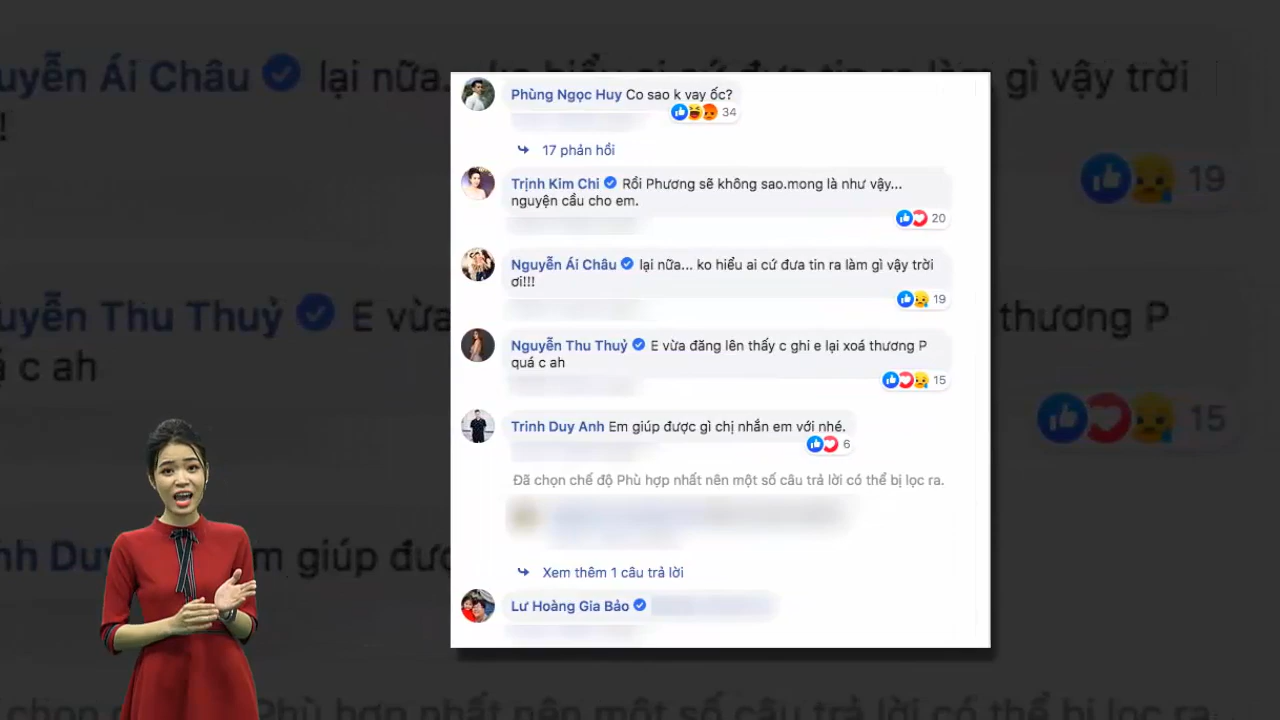 Phùng Ngọc Huy Co sao k vay ốc?
34
17 phản hồi
Trịnh Kim Chi Rồi Phương sẽ không sao.mong là như vậy...
nguyện cầu cho em.
20
Nguyễn Ái Châu lại nữa... ko hiểu ai cứ đưa tin ra làm gì vậy trời
ơi!!!
19
Nguyễn Thu Thuỷ E vừa đăng lên thấy c ghi e lại xoá thương P
quá c ah
15
Trinh Duy Anh Em giúp được gì chị nhắn em với nhé.
6
Đã chọn chế độ Phù hợp nhất nên một số câu trả lời có thể bị lọc ra.
Xem thêm 1 câu trả lời
Lư Hoàng Gia Bảo